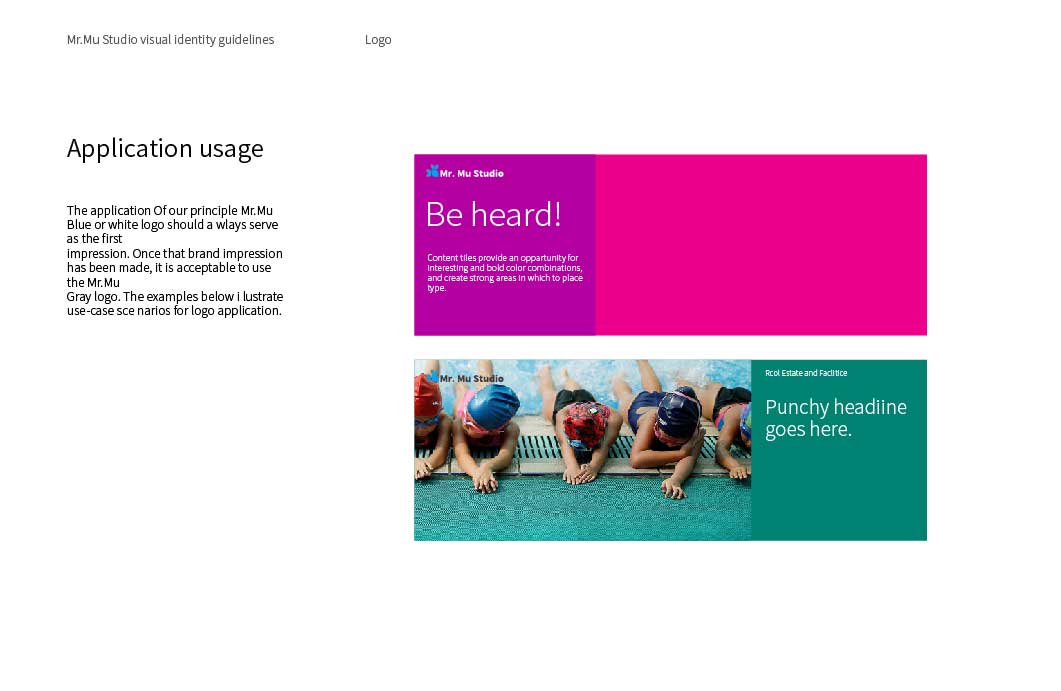 Mr.Mu Studio visual identity guidelines
Logo
Application usage
The application Of our principle Mr.Mu
Blue or white logo should a wlays serve
as the first
impression. Once that brand impression
has been made, it is acceptable to use
the Mr.Mu
Gray logo. The examples below i lustrate
use-case sce narios for logo application.
Mr. Mu Studio
Be heard!
Content tiles provide an oppartunity for
interesting and bold color combinations,
and create strong areas in which to place
type.
Mr. Mu Studio
Rcol Estate and Faclitice
Punchy headiine
goes here.